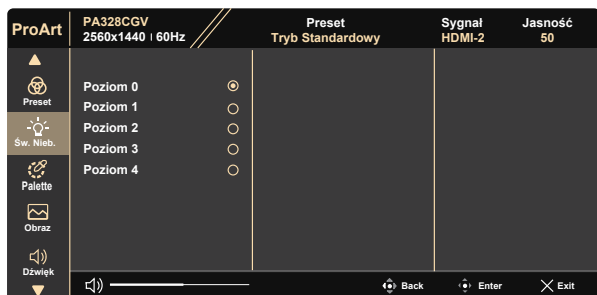 ProArt
PA328CGV
2560x1440 | 60Hz
Preset
Tryb Standardowy
Sygnał
HDMI-2
Jasność
50
Preset
Św. Nieb.
Palette
Obraz
Dźwięk
Poziom 0
Poziom 1
Poziom 2
Poziom 3
Poziom 4
Back
Enter
Exit